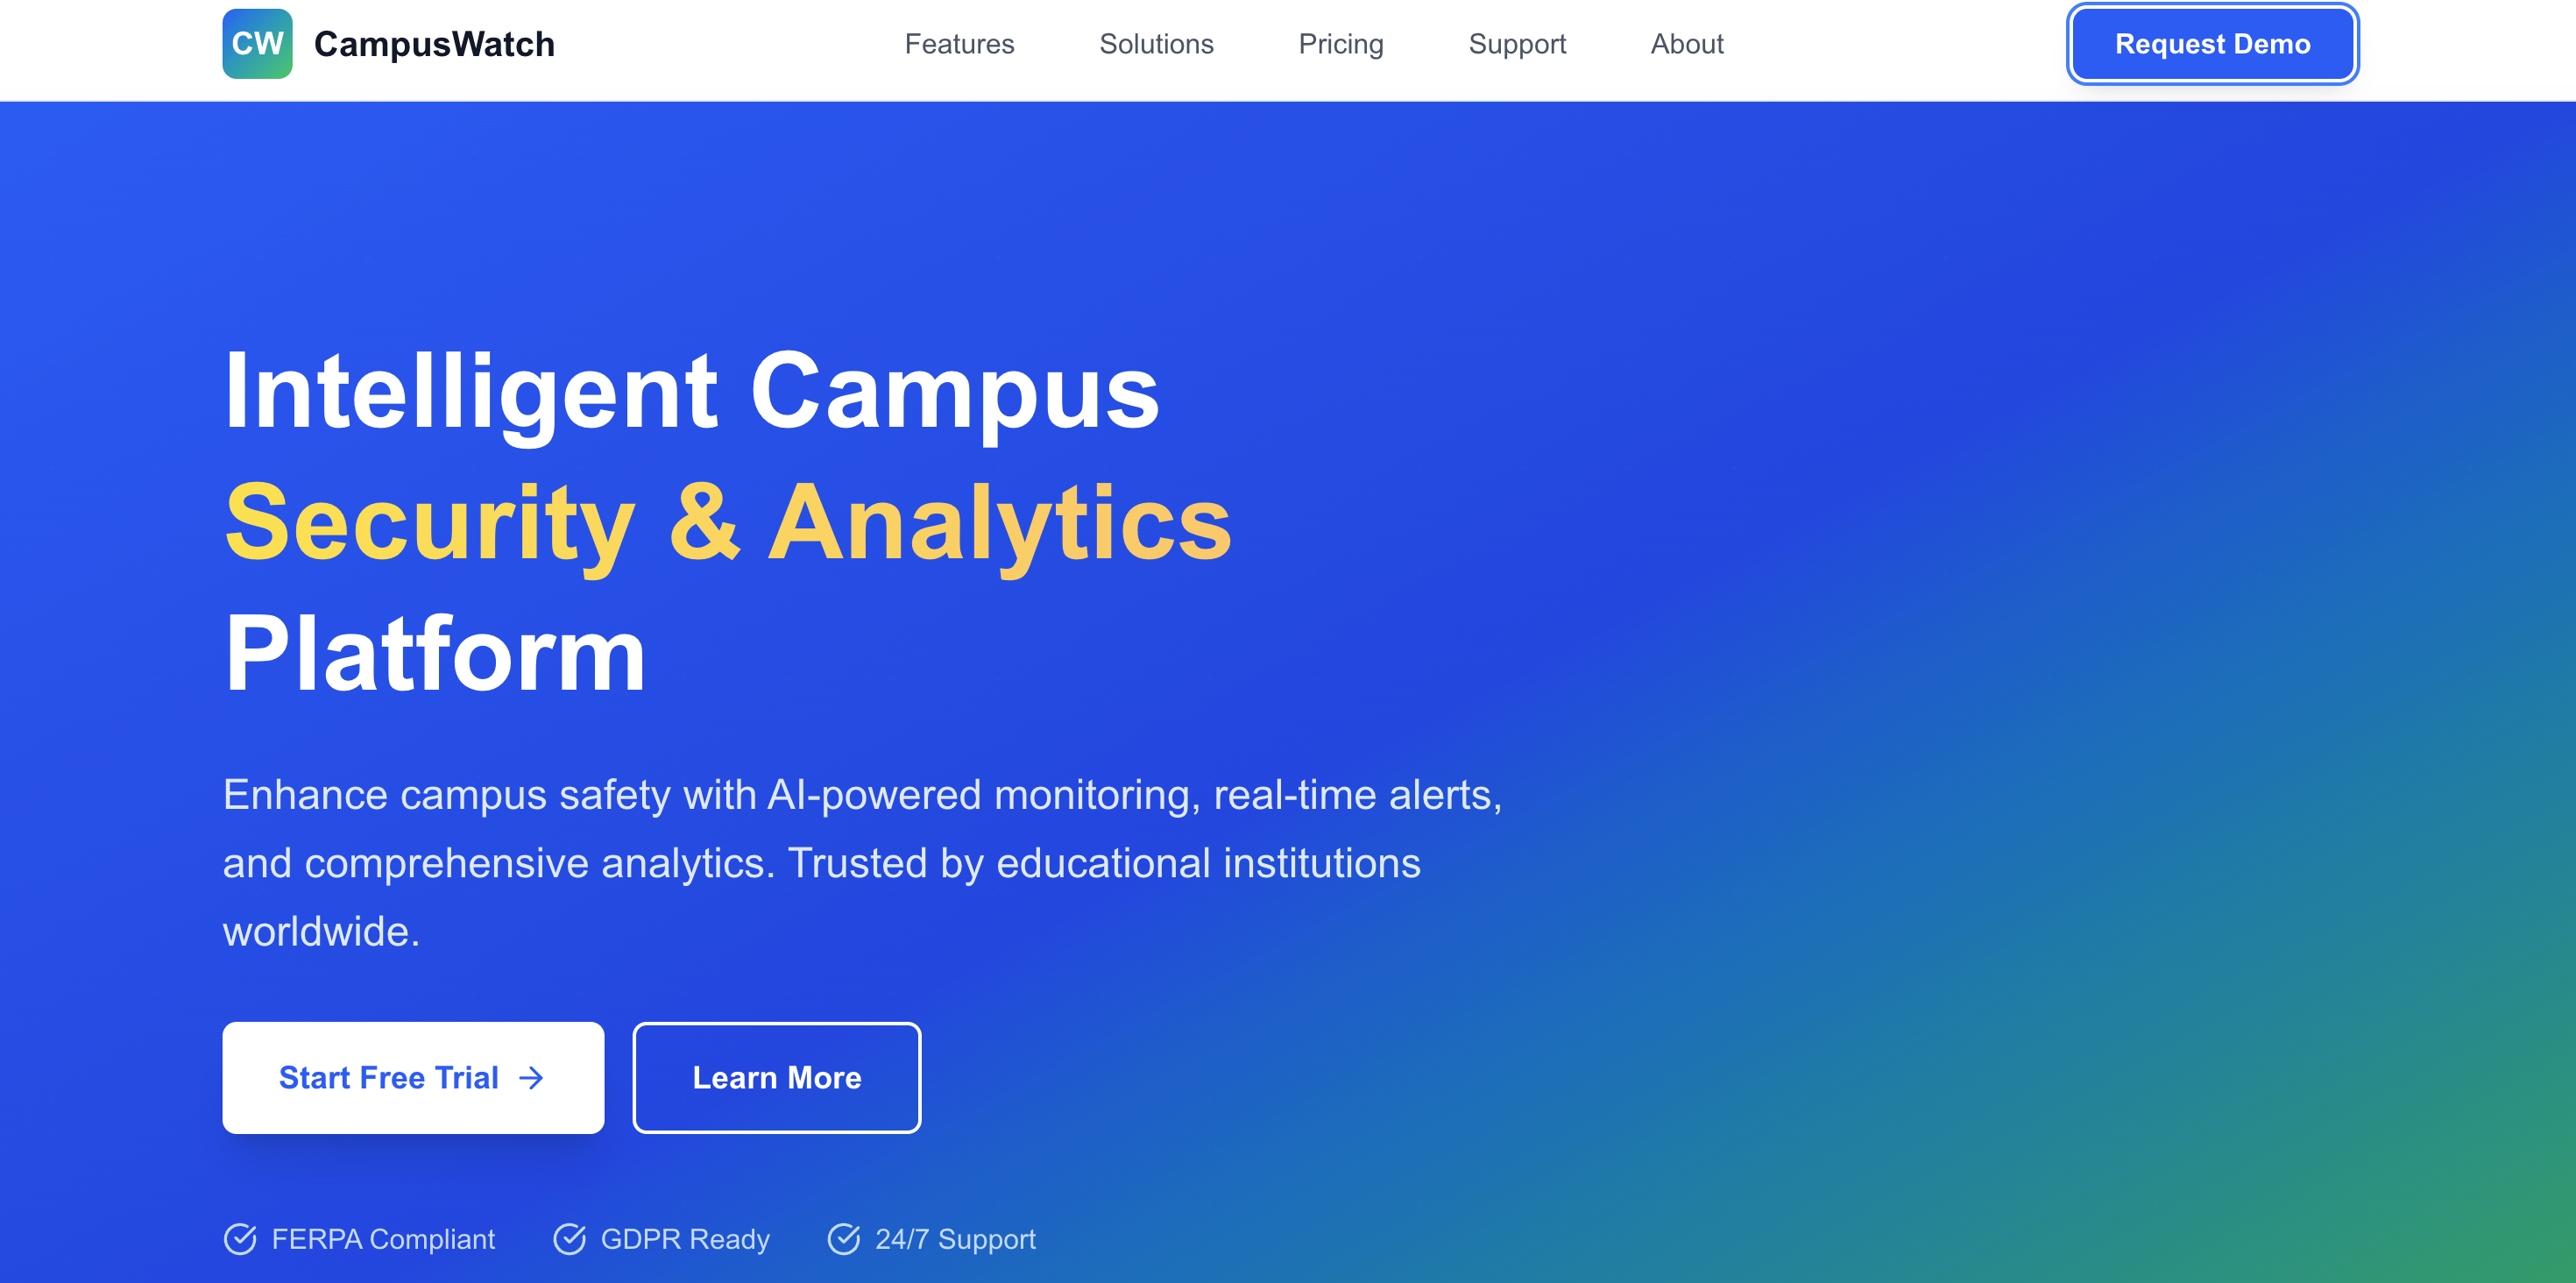 CW CampusWatch Features Solutions Pricing Support About Request Demo
Intelligent Campus
Security & Analytics
Platform
Enhance campus safety with AI-powered monitoring, real-time alerts,
and comprehensive analytics. Trusted by educational institutions
worldwide.
Start Free Trial → Learn More
FERPA Compliant GDPR Ready 24/7 Support